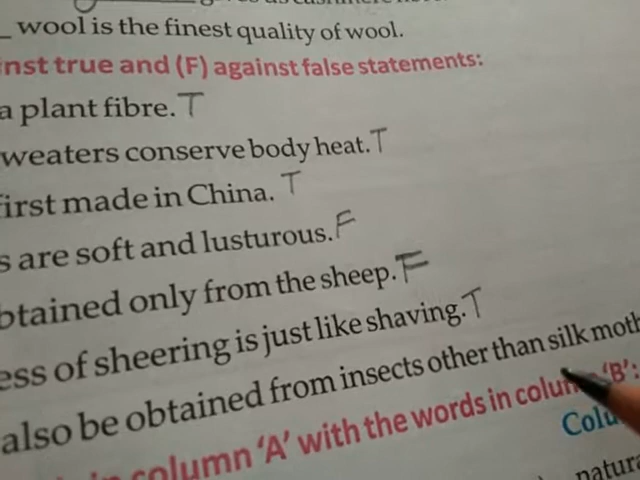 wool is the finest quality of wool.
true and (F) against false statements:
a plant fibre. T
weaters conserve body heat. T
irst made in China. T
s are soft and lusturous. F
btained only from the sheep. F
ess of sheering is just like shaving. T
also be obtained from insects other than silk moth
in column 'A' with the words in column 'B':
Colu
natura